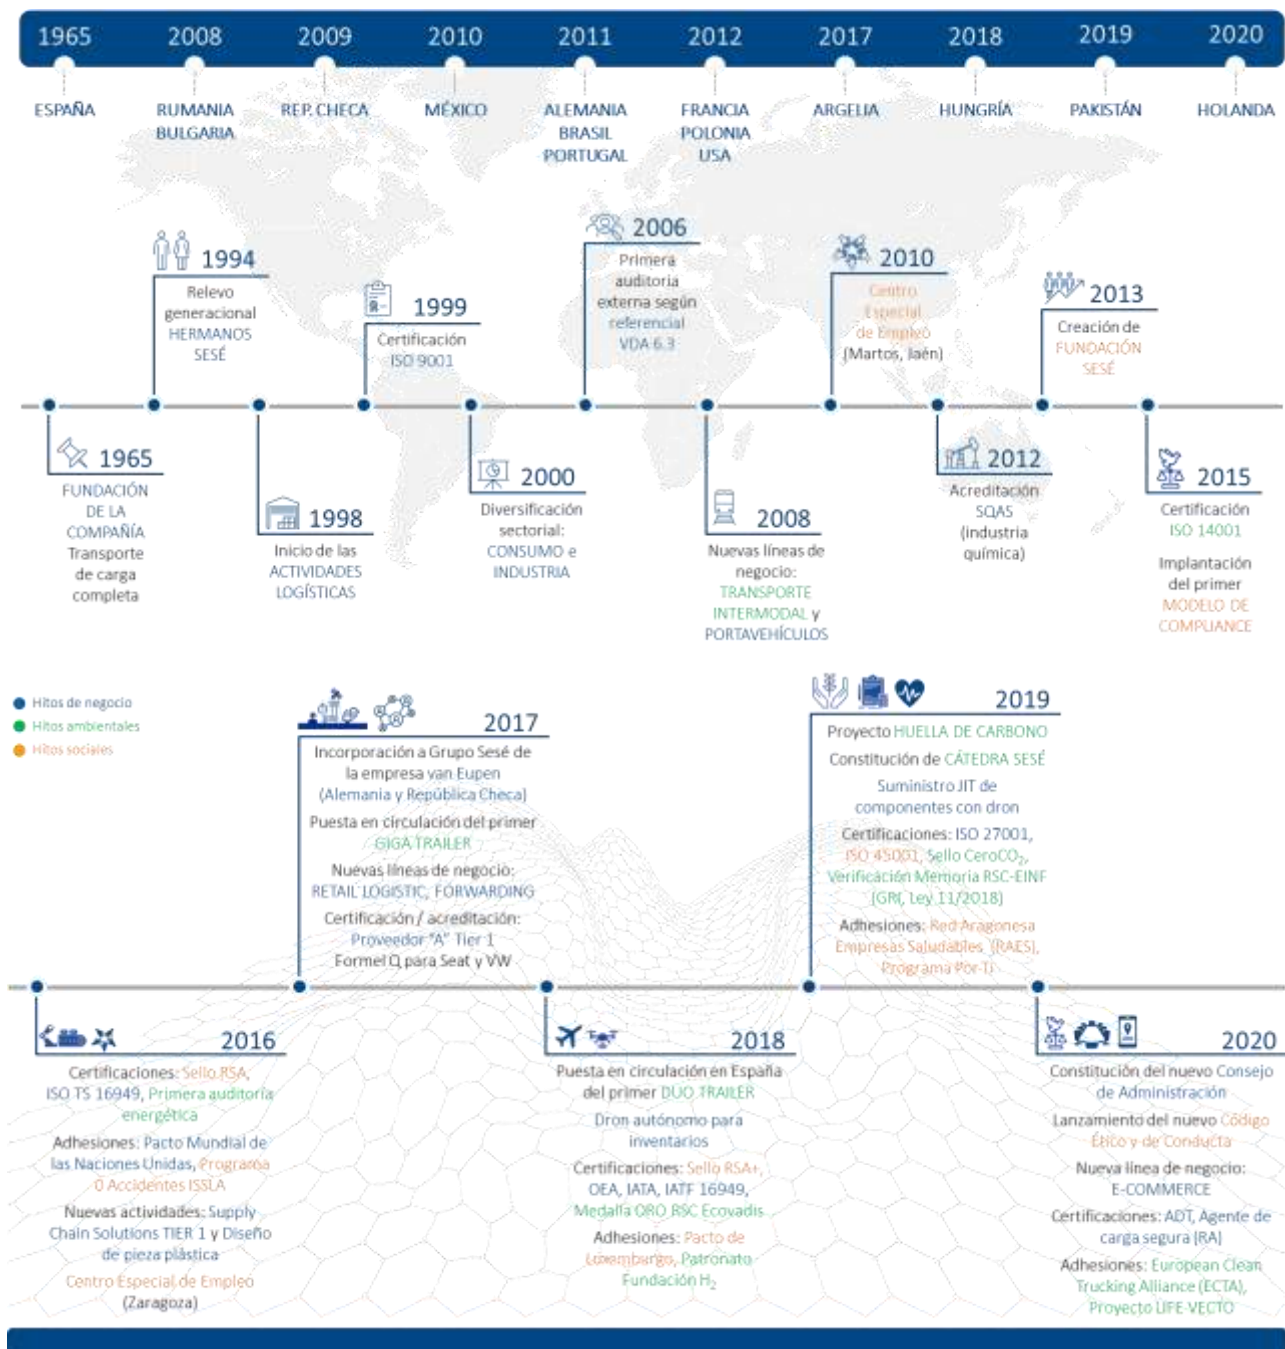 1965 2008 2009 2010 2011 2012 2017 2018 2019 2020
ESPAÑA
RUMANIA
BULGARIA
REP. CHECA
MÉXICO
ALEMANIA
BRASIL
PORTUGAL
FRANCIA
POLONIA
USA
ARGELIA
HUNGRÍA
PAKISTÁN
HOLANDA
1994
Relevo
generacional
HERMANOS
SESÉ
1999
Certificación
ISO 9001
2006
Primera
auditoria
externa según
referencial
VDA 6.3
2010
Centro
Especial
de Empleo
(Martos, Jaén)
2013
Creación de
FUNDACIÓN
SESÉ
1965
FUNDACIÓN
DE LA
COMPAÑÍA
Transporte
de carga
completa
1998
Inicio de las
ACTIVIDADES
LOGÍSTICAS
2000
Diversificación
sectorial:
CONSUMO e
INDUSTRIA
2008
Nuevas líneas de
negocio:
TRANSPORTE
INTERMODAL y
PORTAVEHÍCULOS
2012
Acreditación
SQAS
(industria
química)
2015
Certificación
ISO 14001
Implantación
del primer
MODELO DE
COMPLIANCE
Hitos de negocio
Hitos ambientales
Hitos sociales
2017
Incorporación a Grupo Sesé de
la empresa van Eupen
(Alemania y República Checa)
Puesta en circulación del primer
GIGA TRAILER
Nuevas líneas de negocio:
RETAIL LOGISTIC, FORWARDING
Certificación / acreditación:
Proveedor "A" Tier 1
Formel Q para Seat y VW
2019
Proyecto HUELLA DE CARBONO
Constitución de CÁTEDRA SESÉ
Suministro JIT de
componentes con dron
Certificaciones: ISO 27001,
ISO 45001, Sello CeroCO₂,
Verificación Memoria RSC-EINF
(GRI, Ley 11/2018)
Adhesiones: Red Aragonesa
Empresas Saludables (RAES),
Programa Por Ti
2016
Certificaciones: Sello RSA,
ISO TS 16949, Primera auditoría
energética
Adhesiones: Pacto Mundial de
las Naciones Unidas, Programa
0 Accidentes ISSLA
Nuevas actividades: Supply
Chain Solutions TIER 1 y Diseño
de pieza plástica
Centro Especial de Empleo
(Zaragoza)
2018
Puesta en circulación en España
del primer DUO TRAILER
Dron autónomo para
inventarios
Certificaciones: Sello RSA+,
OEA, IATA, IATF 16949,
Medalla ORO RSC Ecovadis
Adhesiones: Pacto de
Luxemburgo, Patronato
Fundación H₂
2020
Constitución del nuevo Consejo
de Administración
Lanzamiento del nuevo Código
Ético y de Conducta
Nueva línea de negocio:
E-COMMERCE
Certificaciones: ADT, Agente de
carga segura (RA)
Adhesiones: European Clean
Trucking Alliance (ECTA),
Proyecto LIFE-VECTO